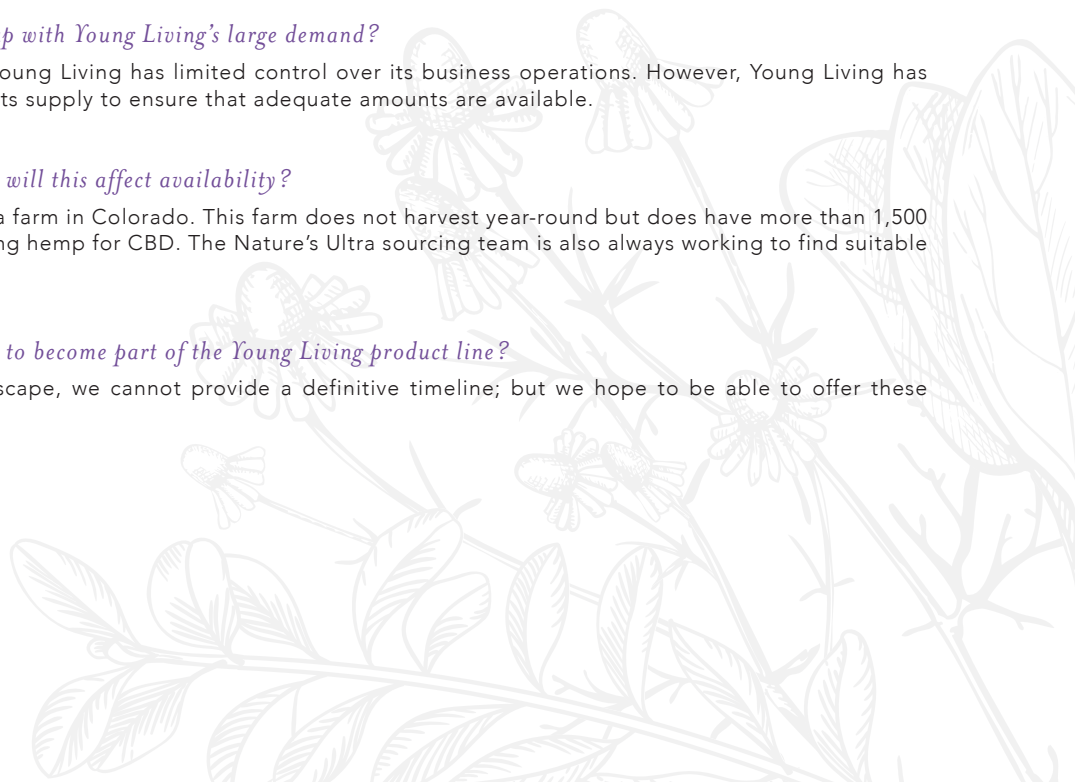 p with Young Living’s large demand?
oung Living has limited control over its business operations. However, Young Living has
ts supply to ensure that adequate amounts are available.
will this affect availability?
a farm in Colorado. This farm does not harvest year-round but does have more than 1,500
ng hemp for CBD. The Nature’s Ultra sourcing team is also always working to find suitable
to become part of the Young Living product line?
scape, we cannot provide a definitive timeline; but we hope to be able to offer these